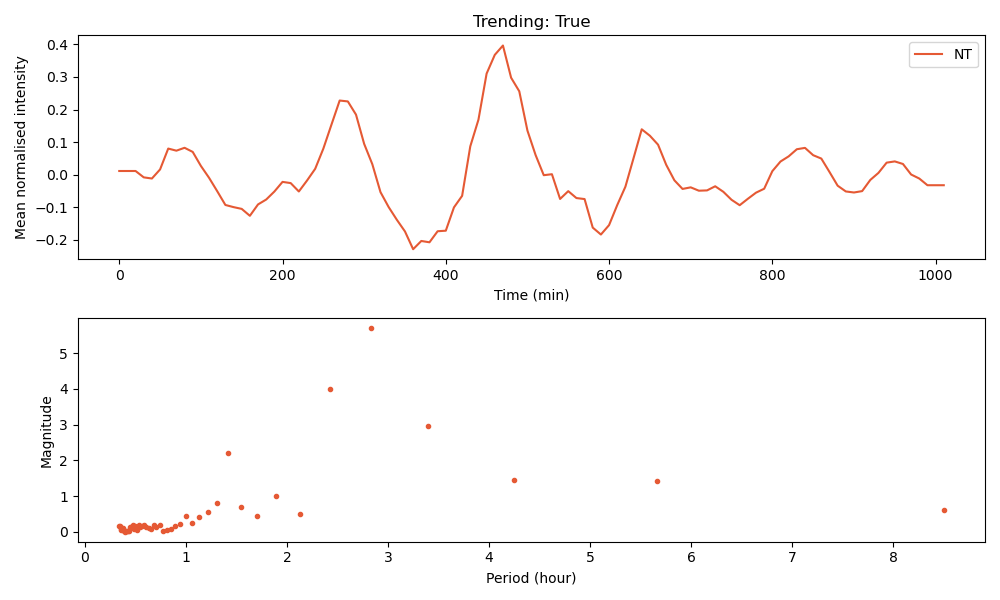 Trending: True
Mean normalised intensity
0.4
0.3
0.2
0.1
0.0
−0.1
−0.2
NT
0 200 400 600 800 1000
Time (min)
Magnitude
5
4
3
2
1
0
0 1 2 3 4 5 6 7 8
Period (hour)